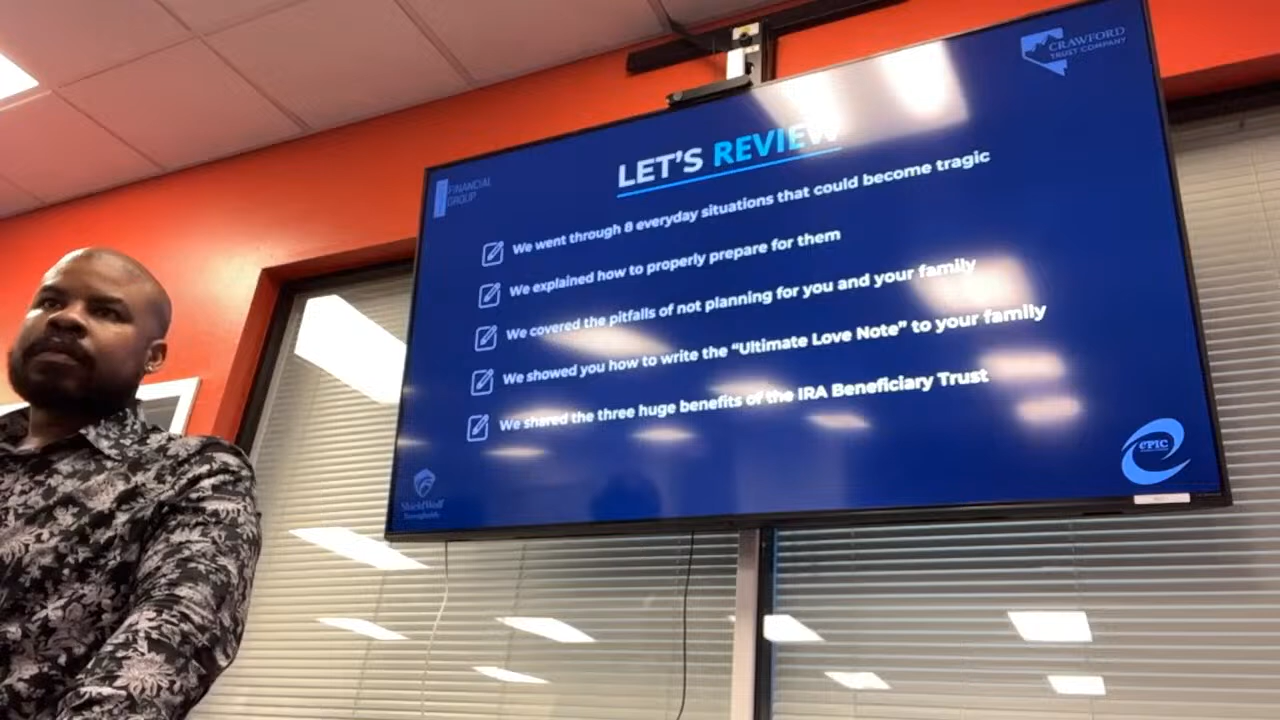 CRAWFORD
TRUST COMPANY
FINANCIAL
GROUP
LET'S REVIEW
We went through 8 everyday situations that could become tragic
We explained how to properly prepare for them
We covered the pitfalls of not planning for you and your family
We showed you how to write the “Ultimate Love Note” to your family
We shared the three huge benefits of the IRA Beneficiary Trust
ePIC
ShieldWolf